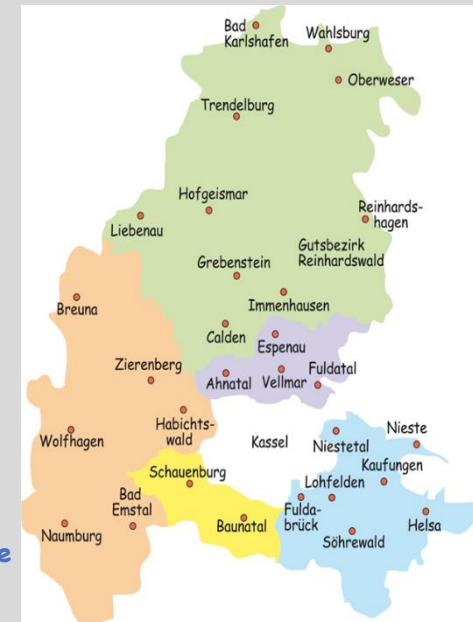 Bad
Karlshafen
Wahlsburg
Oberweser
Trendelburg
Hofgeismar
Liebenau
Reinhards-
hagen
Gutsbezirk
Reinhardswald
Grebenstein
Immenhausen
Breuna
Calden
Espenau
Zierenberg
Ahnatal
Vellmar
Fuldatal
Habichts-
wald
Wolfhagen
Kassel
Niestetal
Nieste
Schauenburg
Lohfelden
Kaufungen
Bad
Emstal
Fulda-
brück
Naumburg
Baunatal
Söhrewald
Helsa
e